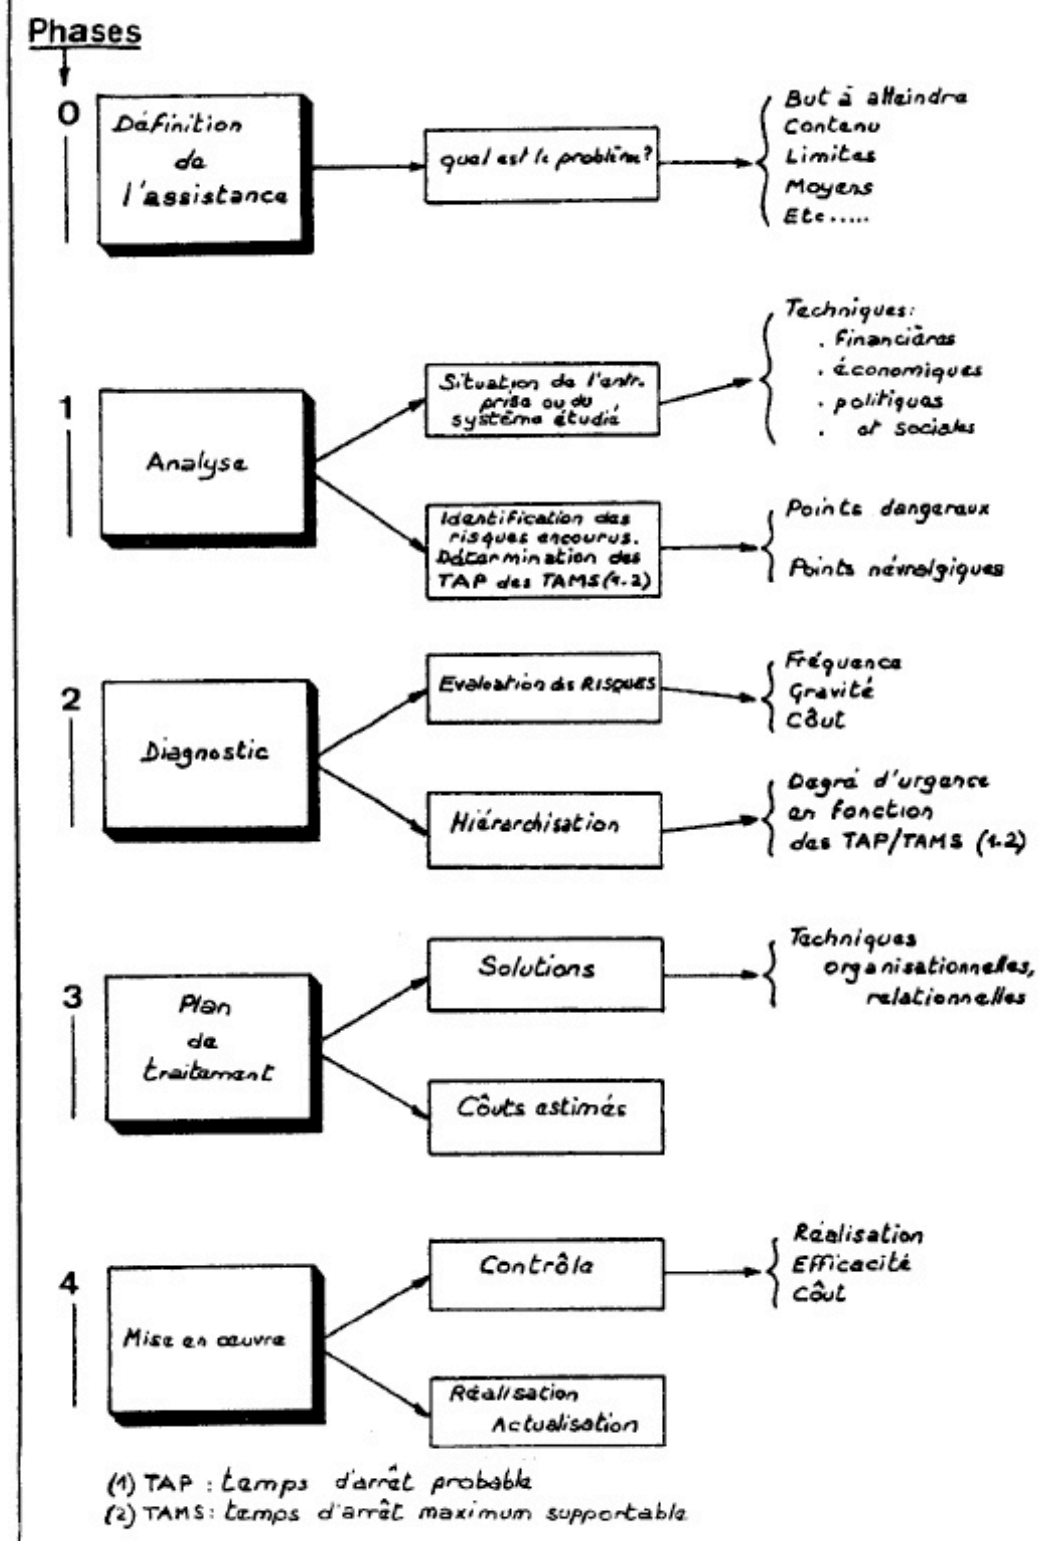 Phases
0
Définition
de
l'assistance
quel est le problème?
But à atteindre
Contenu
Limites
Moyens
Etc.....
1
Analyse
Situation de l'entr.
prise ou du
système étudié
Techniques:
. financières
. économiques
. politiques
. et sociales
Identification des
risques encourus.
Détermination des
TAP des TAMS (1.2)
Points dangereux
Points névralgiques
2
Diagnostic
Evaluation des RISQUES
Fréquence
Gravité
Côut
Hiérarchisation
Degré d'urgence
en fonction
des TAP/TAMS (1.2)
3
Plan
de
traitement
Solutions
Techniques
organisationnelles,
relationnelles
Côuts estimés
4
Mise en œuvre
Contrôle
Réalisation
Efficacité
Côut
Réalisation
Actualisation
(1) TAP : temps d'arrêt probable
(2) TAMS: temps d'arrêt maximum supportable